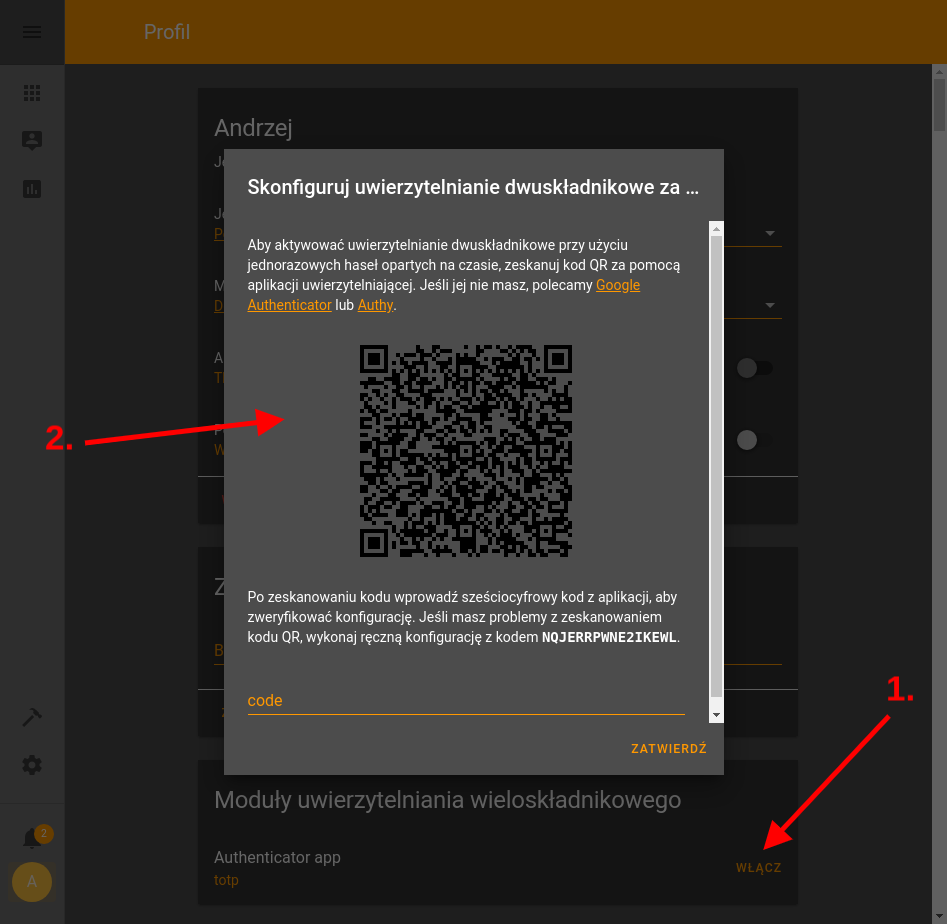 Profil
Andrzej
Skonfiguruj uwierzytelnianie dwuskładnikowe za ...
Aby aktywować uwierzytelnianie dwuskładnikowe przy użyciu
jednorazowych haseł opartych na czasie, zeskanuj kod QR za pomocą
aplikacji uwierzytelniającej. Jeśli jej nie masz, polecamy Google
Authenticator lub Authy.
2.
Po zeskanowaniu kodu wprowadź sześciocyfrowy kod z aplikacji, aby
zweryfikować konfigurację. Jeśli masz problemy z zeskanowaniem
kodu QR, wykonaj ręczną konfigurację z kodem NQJERRPWNE2IKEWL.
1.
code
ZATWIERDŹ
Moduły uwierzytelniania wieloskładnikowego
2
Authenticator app
WŁĄCZ
totp
A